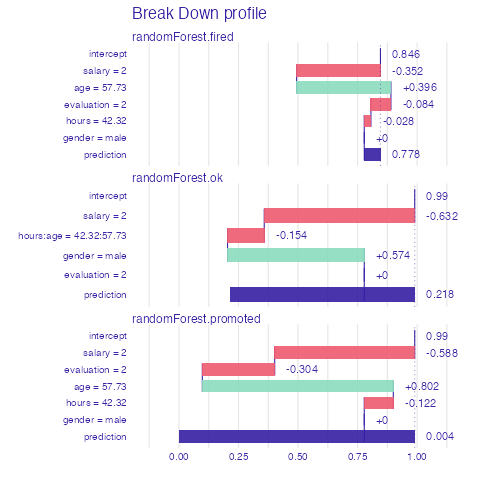 Break Down profile
randomForest.fired
intercept 0.846
salary = 2 -0.352
age = 57.73 +0.396
evaluation = 2 -0.084
hours = 42.32 -0.028
gender = male +0
prediction 0.778
randomForest.ok
intercept 0.99
salary = 2 -0.632
hours:age = 42.32:57.73 -0.154
gender = male +0.574
evaluation = 2 +0
prediction 0.218
randomForest.promoted
intercept 0.99
salary = 2 -0.588
evaluation = 2 -0.304
age = 57.73 +0.802
hours = 42.32 -0.122
gender = male +0
prediction 0.004
0.00 0.25 0.50 0.75 1.00